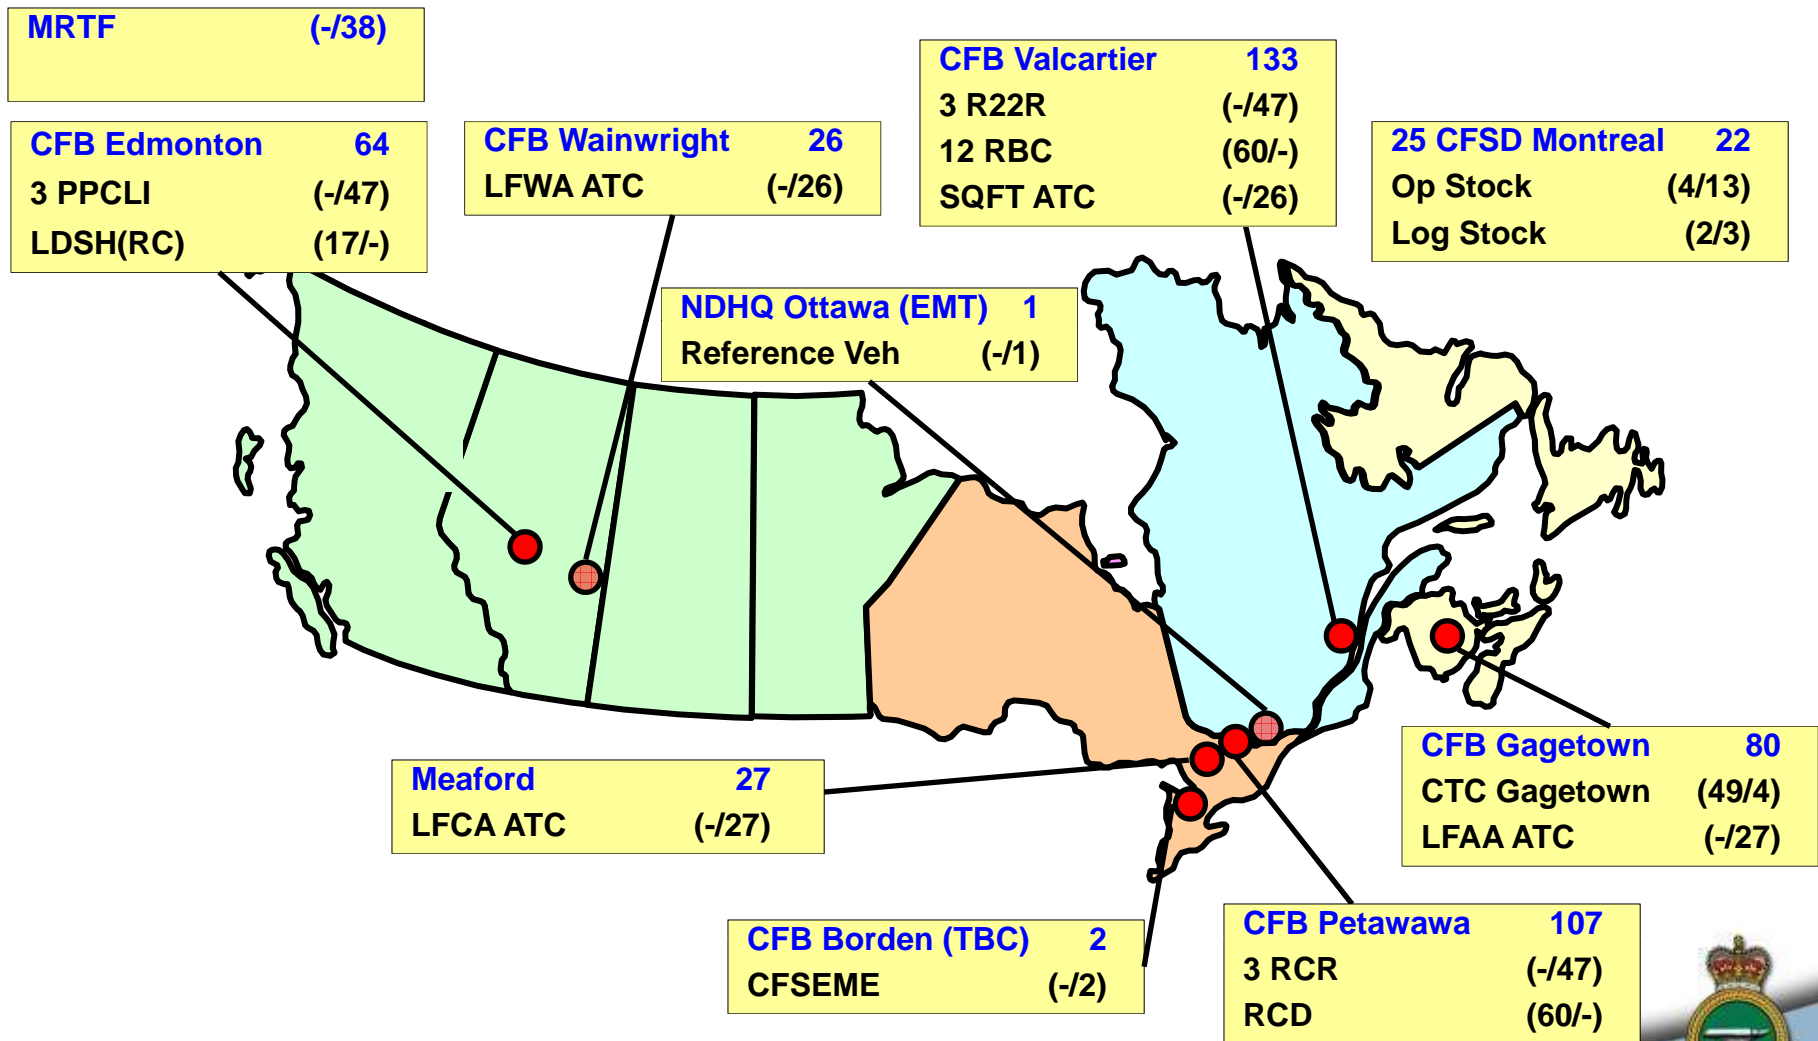 MRTF (-/38)
CFB Edmonton 64
3 PPCLI (-/47)
LDSH(RC) (17/-)
CFB Wainwright 26
LFWA ATC (-/26)
CFB Valcartier 133
3 R22R (-/47)
12 RBC (60/-)
SQFT ATC (-/26)
25 CFSD Montreal 22
Op Stock (4/13)
Log Stock (2/3)
NDHQ Ottawa (EMT) 1
Reference Veh (-/1)
Meaford 27
LFCA ATC (-/27)
CFB Gagetown 80
CTC Gagetown (49/4)
LFAA ATC (-/27)
CFB Borden (TBC) 2
CFSEME (-/2)
CFB Petawawa 107
3 RCR (-/47)
RCD (60/-)